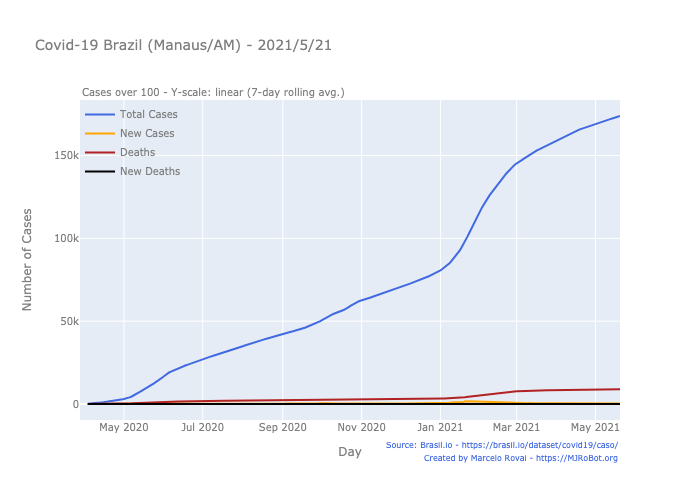 Covid-19 Brazil (Manaus/AM) - 2021/5/21
Cases over 100 - Y-scale: linear (7-day rolling avg.)
Total Cases
New Cases
Deaths
New Deaths
150k
100k
50k
0
Number of Cases
May 2020
Jul 2020
Sep 2020
Nov 2020
Jan 2021
Mar 2021
May 2021
Day
Source: Brasil.io - https://brasil.io/dataset/covid19/caso/
Created by Marcelo Rovai - https://MJRoBot.org